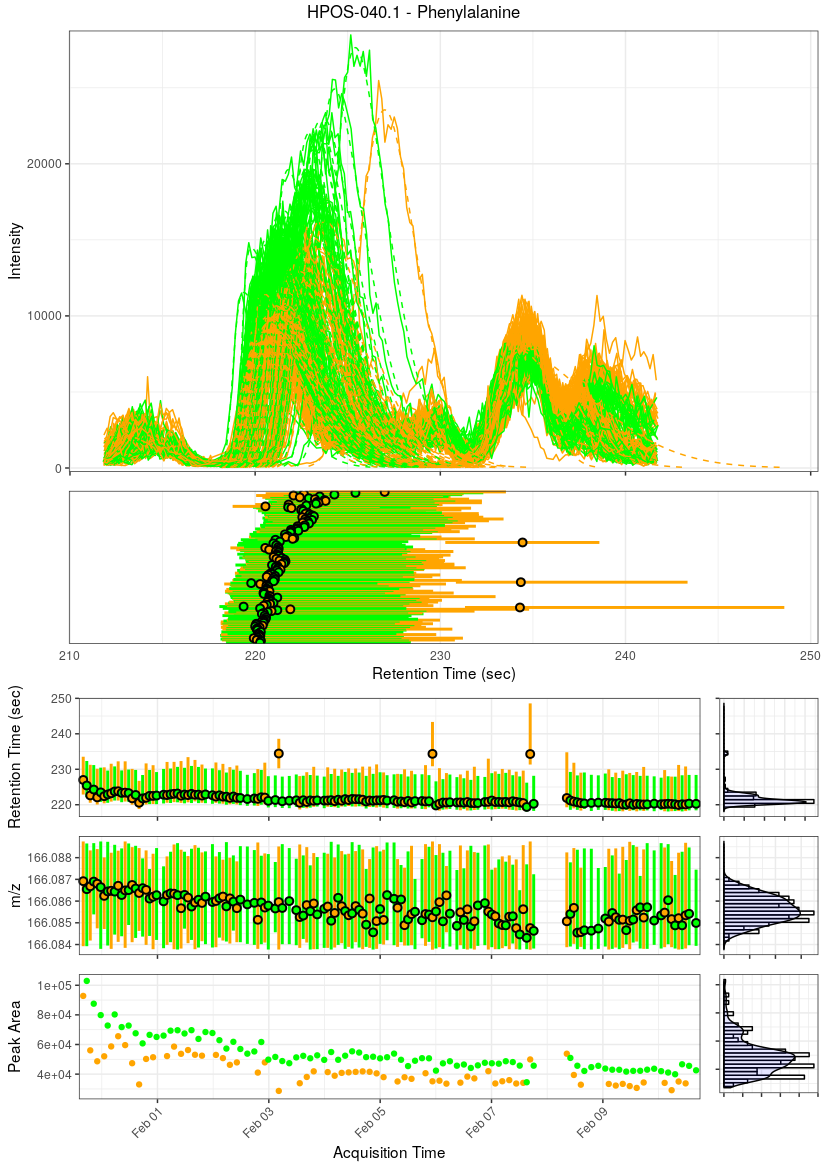 HPOS-040.1 - Phenylalanine
Intensity
20000
10000
0
210
220
230
240
250
Retention Time (sec)
Retention Time (sec)
250
240
230
220
m/z
166.088
166.087
166.086
166.085
166.084
Peak Area
1e+05
8e+04
6e+04
4e+04
Feb 01
Feb 03
Feb 05
Feb 07
Feb 09
Acquisition Time